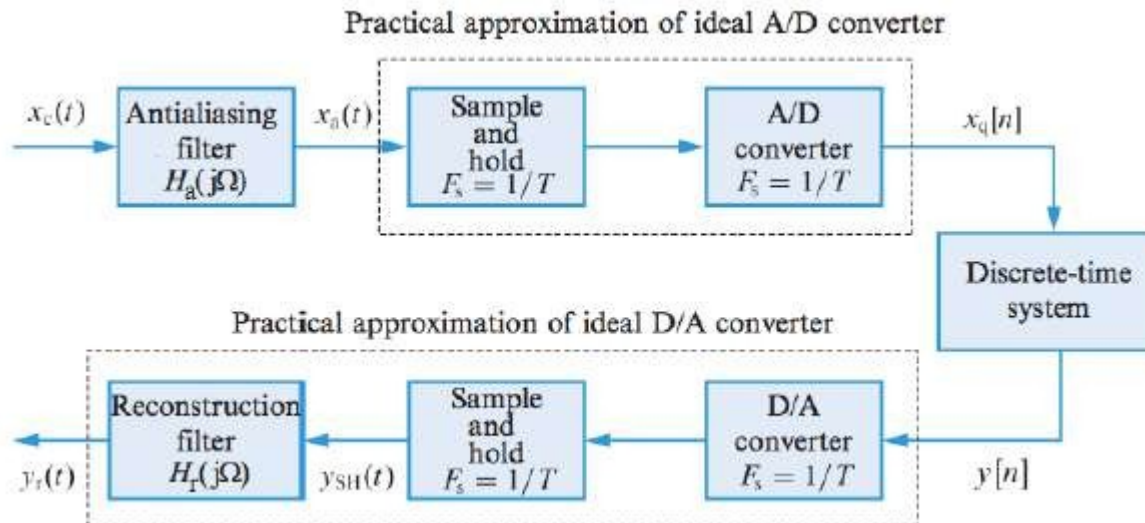 Practical approximation of ideal A/D converter
x_c(t)
Antialiasing
filter
H_a(jΩ)
x_a(t)
Sample
and
hold
F_s = 1/T
A/D
converter
F_s = 1/T
x_q[n]
Discrete-time
system
Practical approximation of ideal D/A converter
y_r(t)
Reconstruction
filter
H_r(jΩ)
y_SH(t)
Sample
and
hold
F_s = 1/T
D/A
converter
F_s = 1/T
y[n]